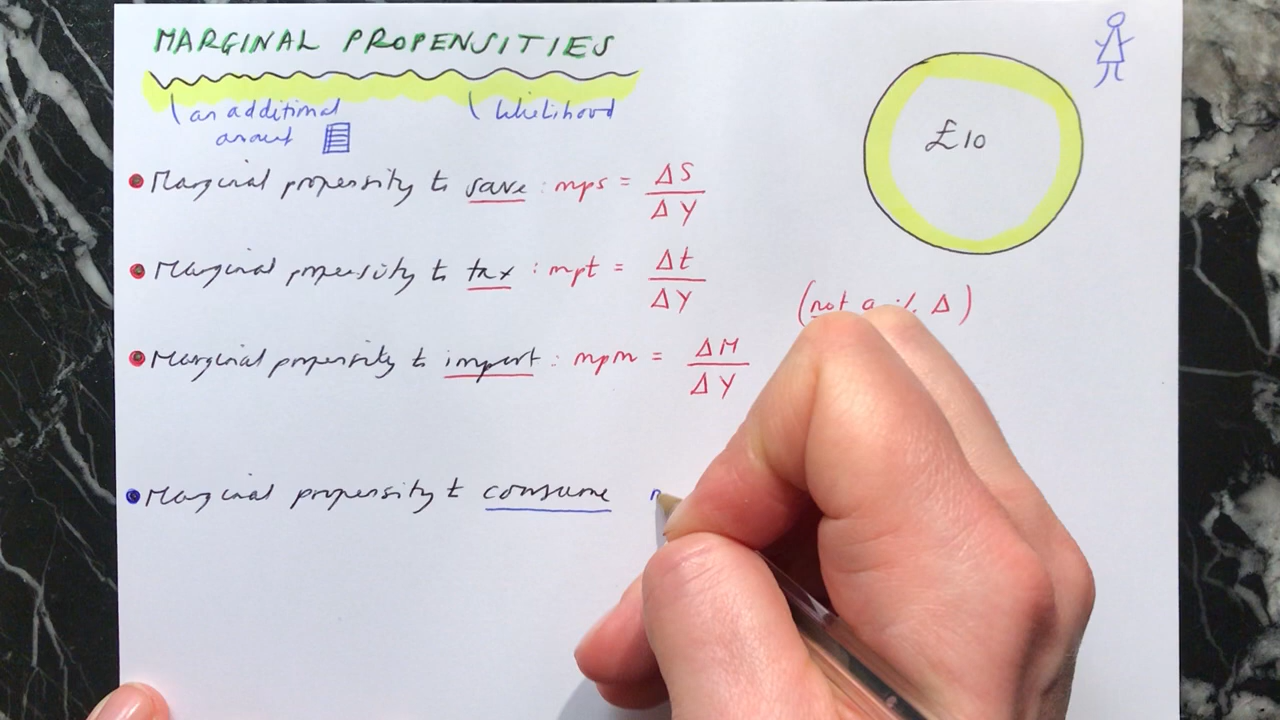 MARGINAL PROPENSITIES
an additional likelihood
amount
£10
Marginal propensity to save : mps = ΔS / ΔY
Marginal propensity to tax : mpt = Δt / ΔY
(not a % Δ)
Marginal propensity to import : mpm = ΔM / ΔY
Marginal propensity to consume